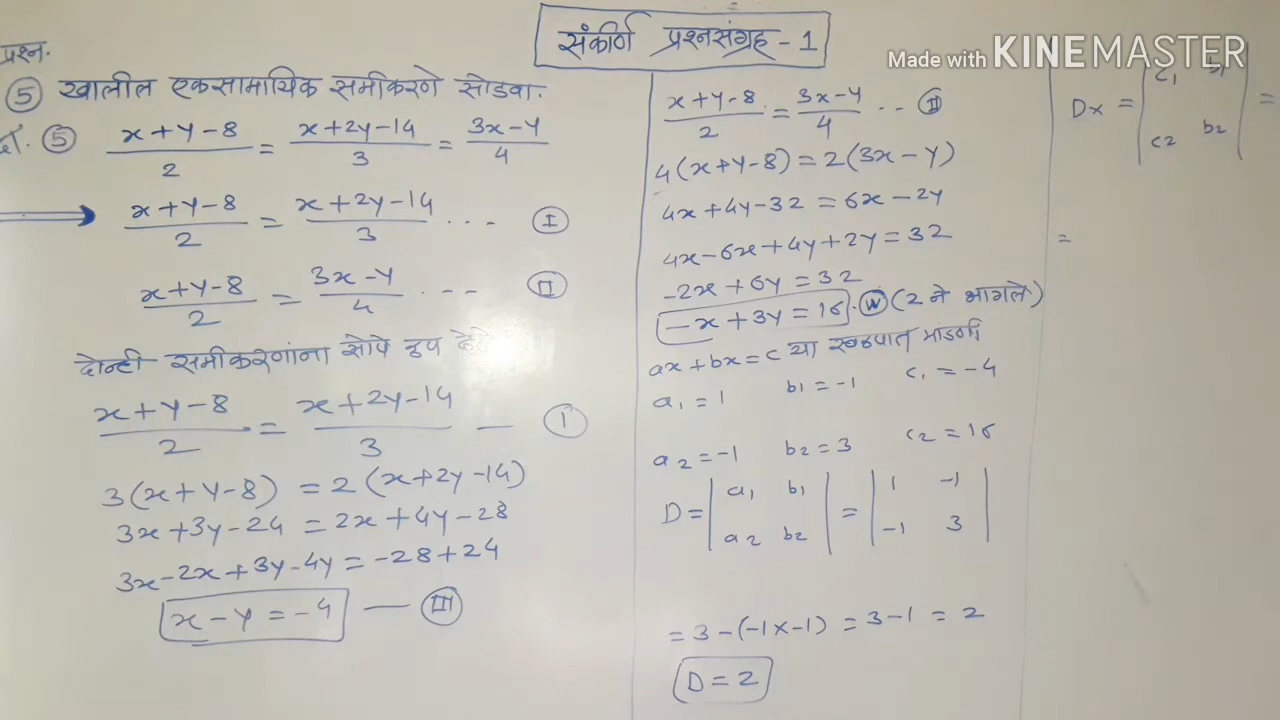 संकीर्ण प्रश्नसंग्रह - 1
Made with KINEMASTER
प्रश्न.
5 खालील एकसामायिक समीकरणे सोडवा.
5 x+y-8/2 = x+2y-14/3 = 3x-y/4
x+y-8/2 = x+2y-14/3 ... I
x+y-8/2 = 3x-y/4 --- II
दोन्ही समीकरणांना सोपे रुप
x+y-8/2 = x+2y-14/3 — I
3(x+y-8) = 2(x+2y-14)
3x+3y-24 = 2x+4y-28
3x-2x+3y-4y = -28+24
x-y = -4 — III
x+y-8/2 = 3x-y/4 -- II
4(x+y-8) = 2(3x-y)
4x+4y-32 = 6x-2y
4x-6x+4y+2y = 32
-2x+6y = 32
-x+3y = 16 . IV (2 ने भागले)
ax+bx = c या स्वरुपात
a1 = 1 b1 = -1 c1 = -4
a2 = -1 b2 = 3 c2 = 16
D = | a1 b1 | = | 1 -1 |
a2 b2 -1 3
= 3-(-1x-1) = 3-1 = 2
D = 2
Dx = | c1 b1 | =
c2 b2
=